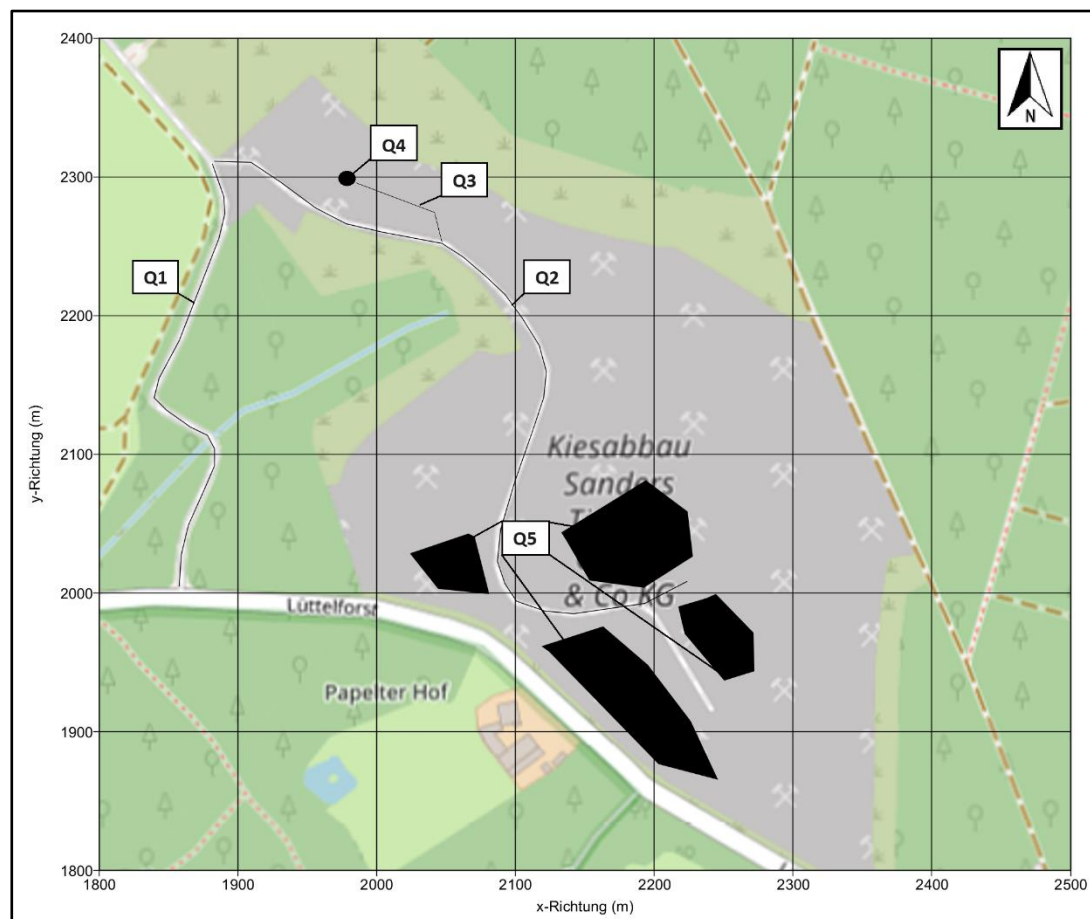 2400
N
Q4
2300
Q3
Q2
Q1
2200
y-Richtung (m)
2100
Kiesabbau
Sanders
Q5
2000
& Co KG
Lüttelforst
Papelter Hof
1900
1800
1800
1900
2000
2100
2200
2300
2400
2500
x-Richtung (m)